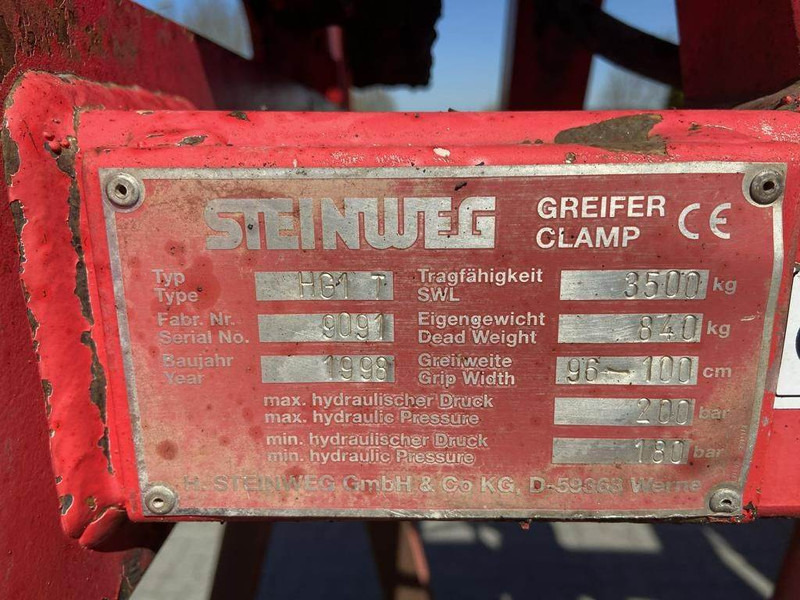 STEINWEG GREIFER CE
CLAMP
Typ HG1 T Tragfähigkeit 3500 kg
Type SWL
Fabr. Nr. 9091 Eigengewicht 840 kg
Serial No. Dead Weight
Baujahr 1998 Greifweite 96-100 cm
Year Grip Width
max. hydraulischer Druck 200 bar
max. hydraulic Pressure
min. hydraulischer Druck 180 bar
min. hydraulic Pressure
H. STEINWEG GmbH & Co KG, D-59368 Werne